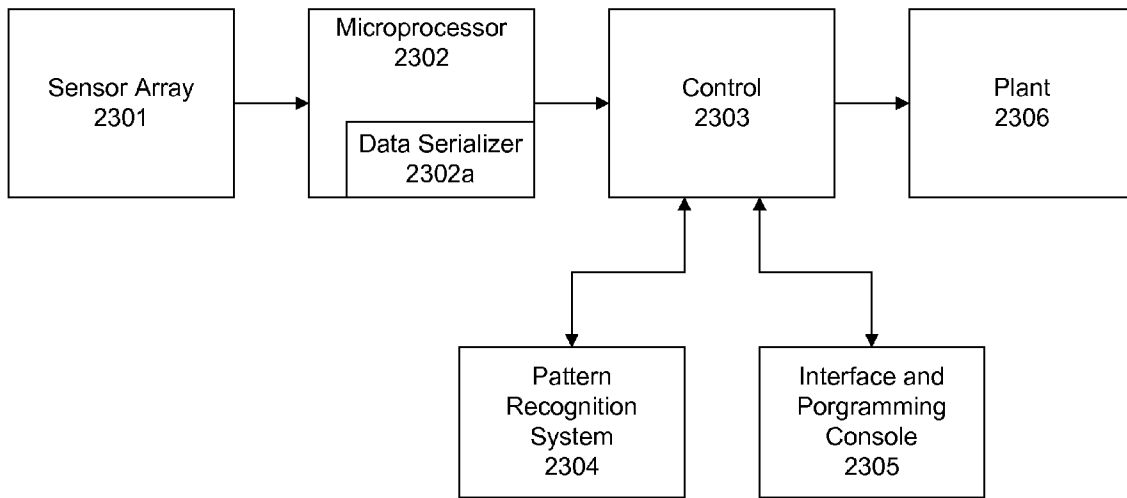 Sensor Array
2301
Microprocessor
2302
Data Serializer
2302a
Control
2303
Plant
2306
Pattern
Recognition
System
2304
Interface and
Porgramming
Console
2305